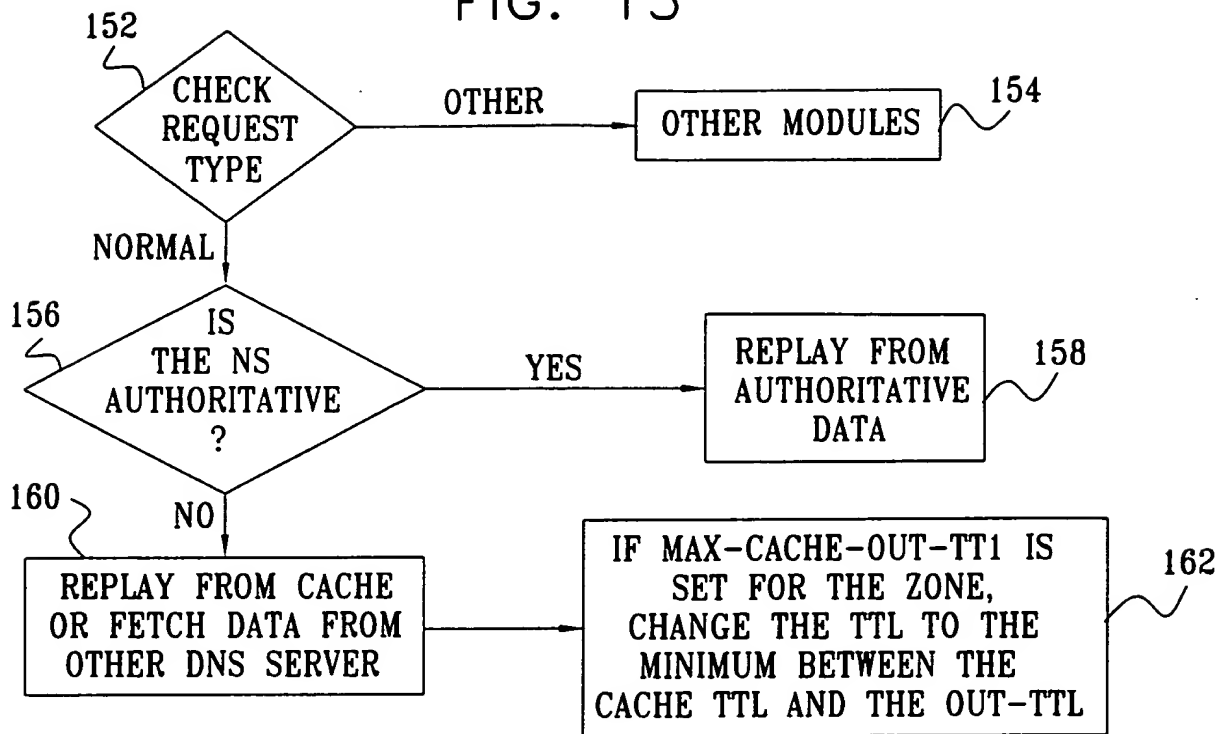 FIG. 15
152
CHECK
REQUEST
TYPE
OTHER
OTHER MODULES
154
NORMAL
156
IS
THE NS
AUTHORITATIVE
?
YES
REPLAY FROM
AUTHORITATIVE
DATA
158
160
NO
REPLAY FROM CACHE
OR FETCH DATA FROM
OTHER DNS SERVER
IF MAX-CACHE-OUT-TT1 IS
SET FOR THE ZONE,
CHANGE THE TTL TO THE
MINIMUM BETWEEN THE
CACHE TTL AND THE OUT-TTL
162